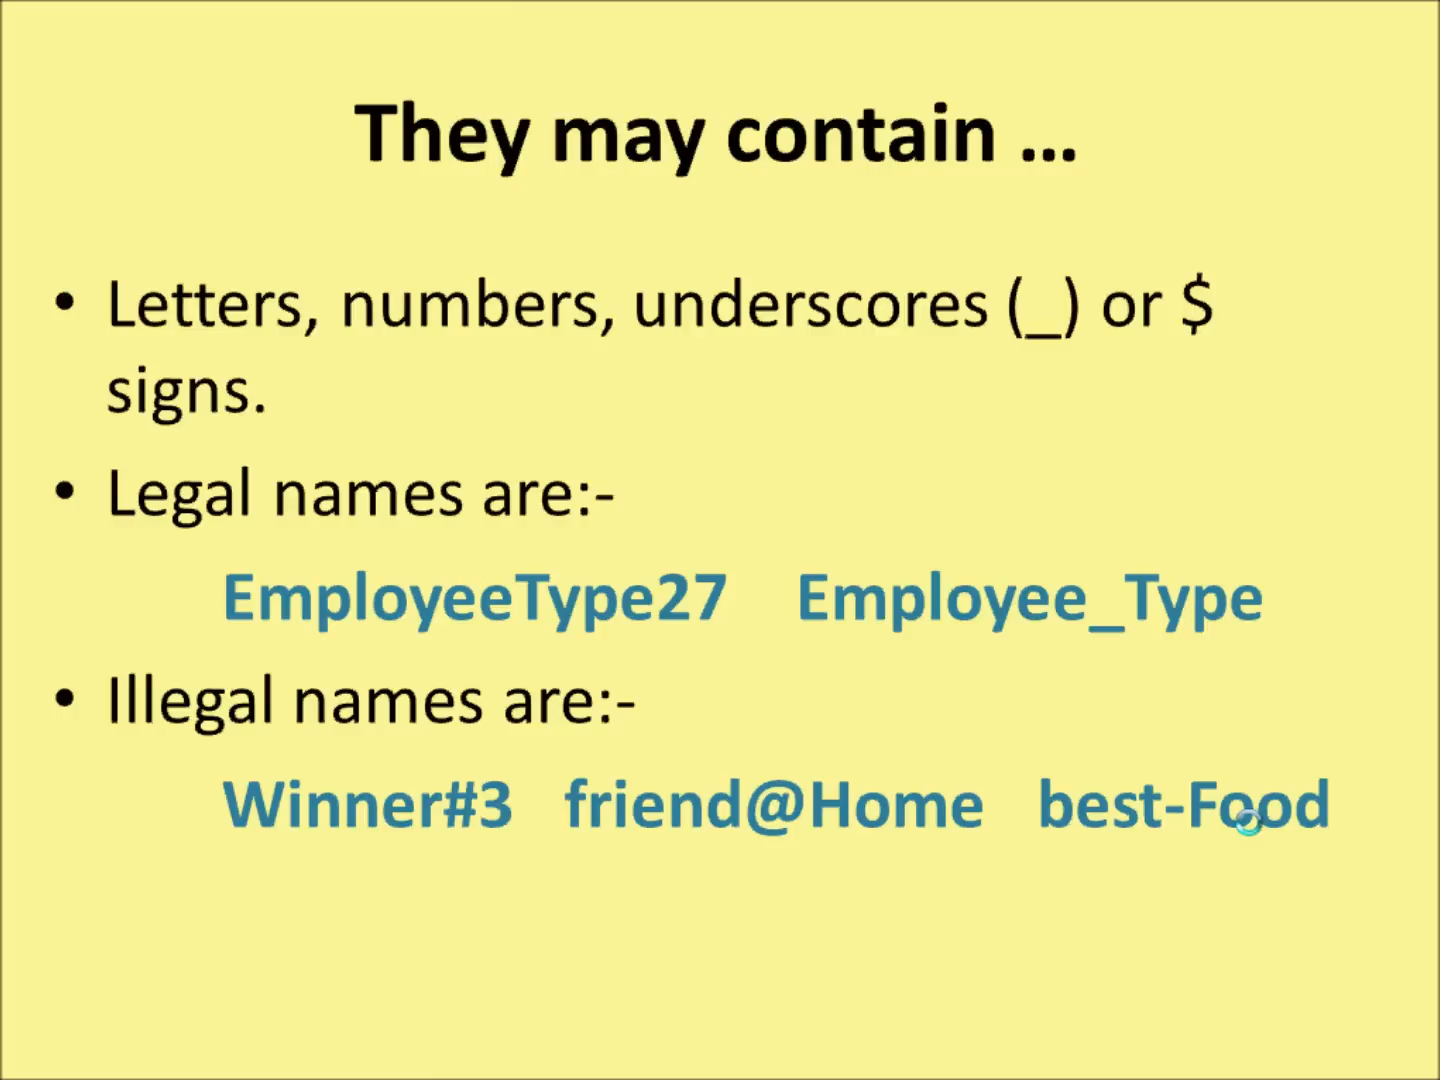 They may contain ...
• Letters, numbers, underscores (_) or $
signs.
• Legal names are:-
EmployeeType27 Employee_Type
• Illegal names are:-
Winner#3 friend@Home best-Food